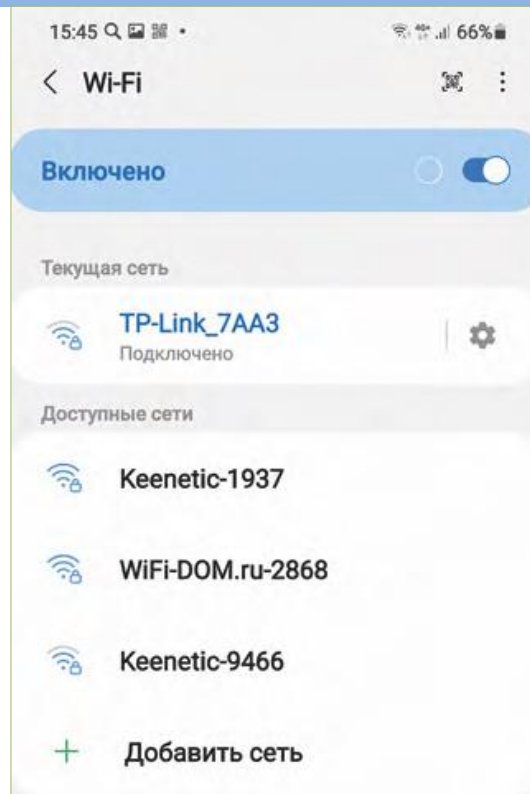 15:45
66%
Wi-Fi
Включено
Текущая сеть
TP-Link_7AA3
Подключено
Доступные сети
Keenetic-1937
WiFi-DOM.ru-2868
Keenetic-9466
Добавить сеть